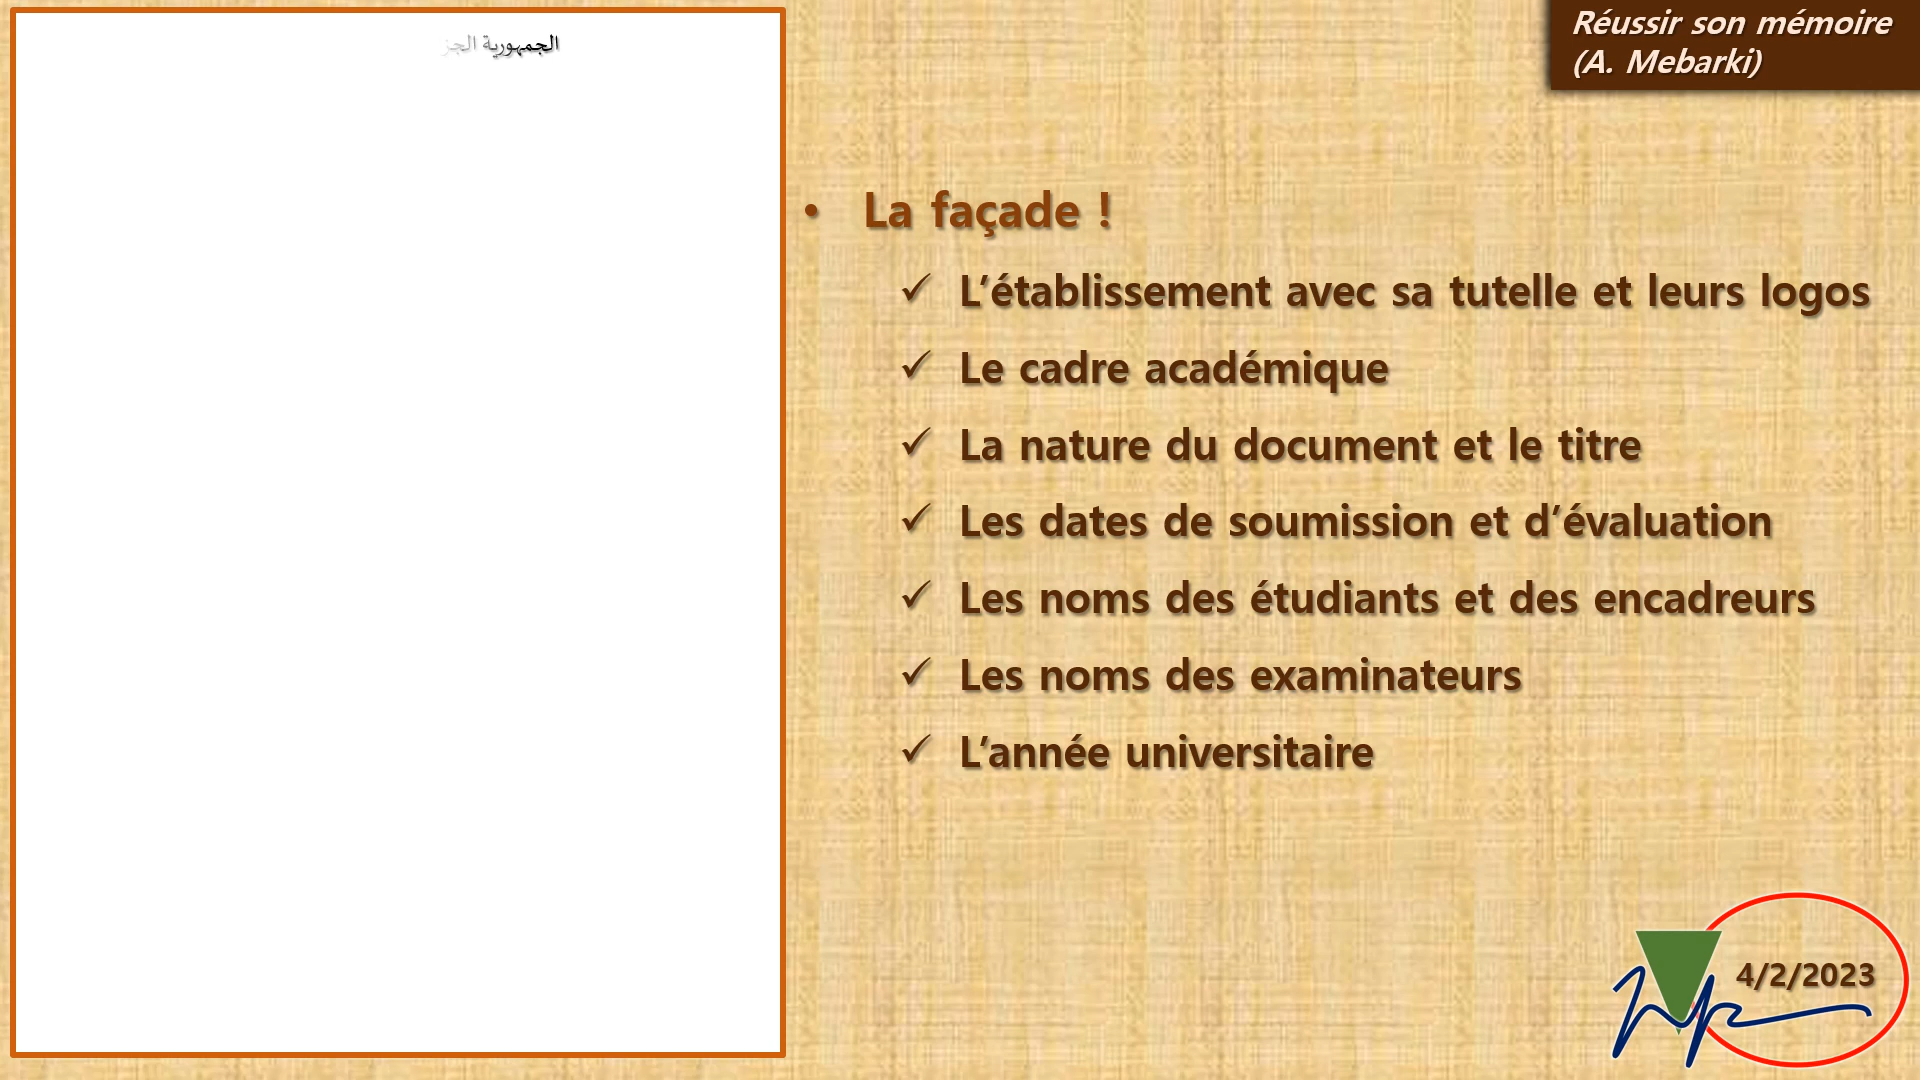 الجمهورية الجز
Réussir son mémoire
(A. Mebarki)
• La façade !
✓ L’établissement avec sa tutelle et leurs logos
✓ Le cadre académique
✓ La nature du document et le titre
✓ Les dates de soumission et d’évaluation
✓ Les noms des étudiants et des encadreurs
✓ Les noms des examinateurs
✓ L’année universitaire
4/2/2023